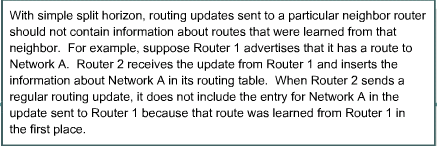 With simple split horizon, routing updates sent to a particular neighbor router
should not contain information about routes that were learned from that
neighbor.  For example, suppose Router 1 advertises that it has a route to
Network A.  Router 2 receives the update from Router 1 and inserts the
information about Network A in its routing table.  When Router 2 sends a
regular routing update, it does not include the entry for Network A in the
update sent to Router 1 because that route was learned from Router 1 in
the first place.